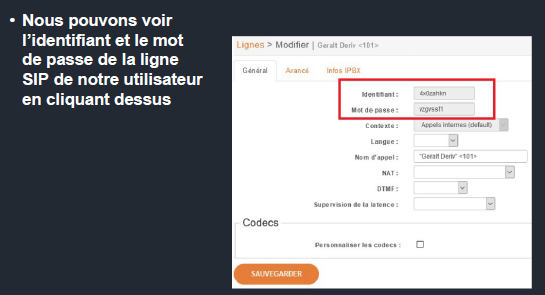 • Nous pouvons voir
l'identifiant et le mot
de passe de la ligne
SIP de notre utilisateur
en cliquant dessus
Lignes > Modifier | Geralt Deriv <101>
Général Avancé Infos IPBX
Identifiant : 4x0zahkn
Mot de passe : vzgvssf1
Contexte : Appels Internes (default)
Langue :
Nom d'appel : "Geralt Deriv" <101>
NAT :
DTMF :
Supervision de la latence :
Codecs
Personnaliser les codecs :
SAUVEGARDER